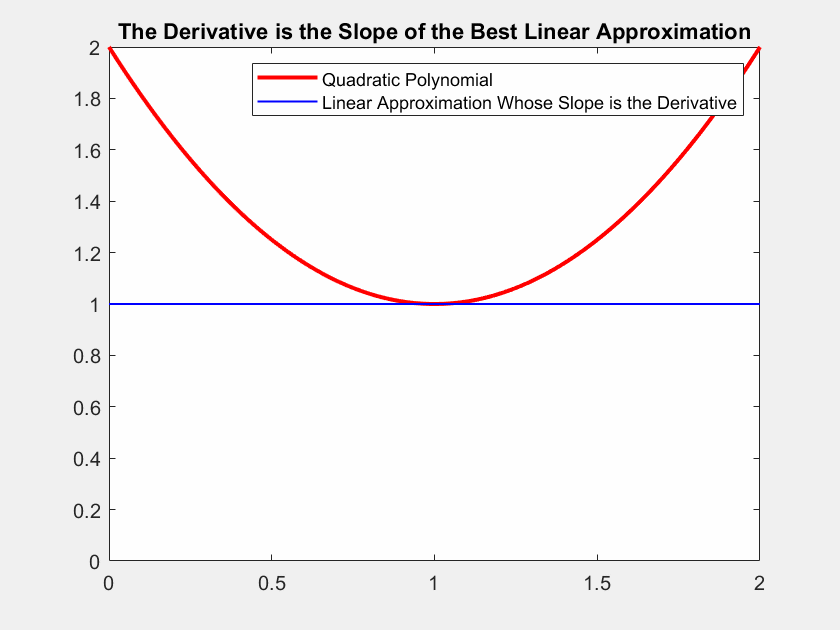 The Derivative is the Slope of the Best Linear Approximation
2
Quadratic Polynomial
Linear Approximation Whose Slope is the Derivative
1.8
1.6
1.4
1.2
1
0.8
0.6
0.4
0.2
0
0 0.5 1 1.5 2